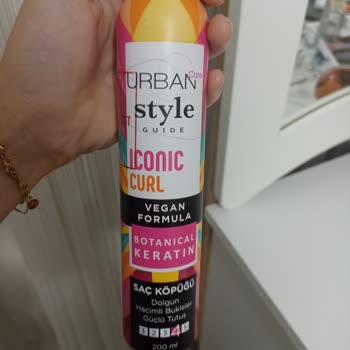 URBAN Care
style
GUIDE
ICONIC
CURL
VEGAN
FORMULA
BOTANICAL
KERATIN
SAÇ KÖPÜĞÜ
Dolgun
Hacimli Bukleler
Güçlü Tutuş
1 2 3 4 5
200 ml